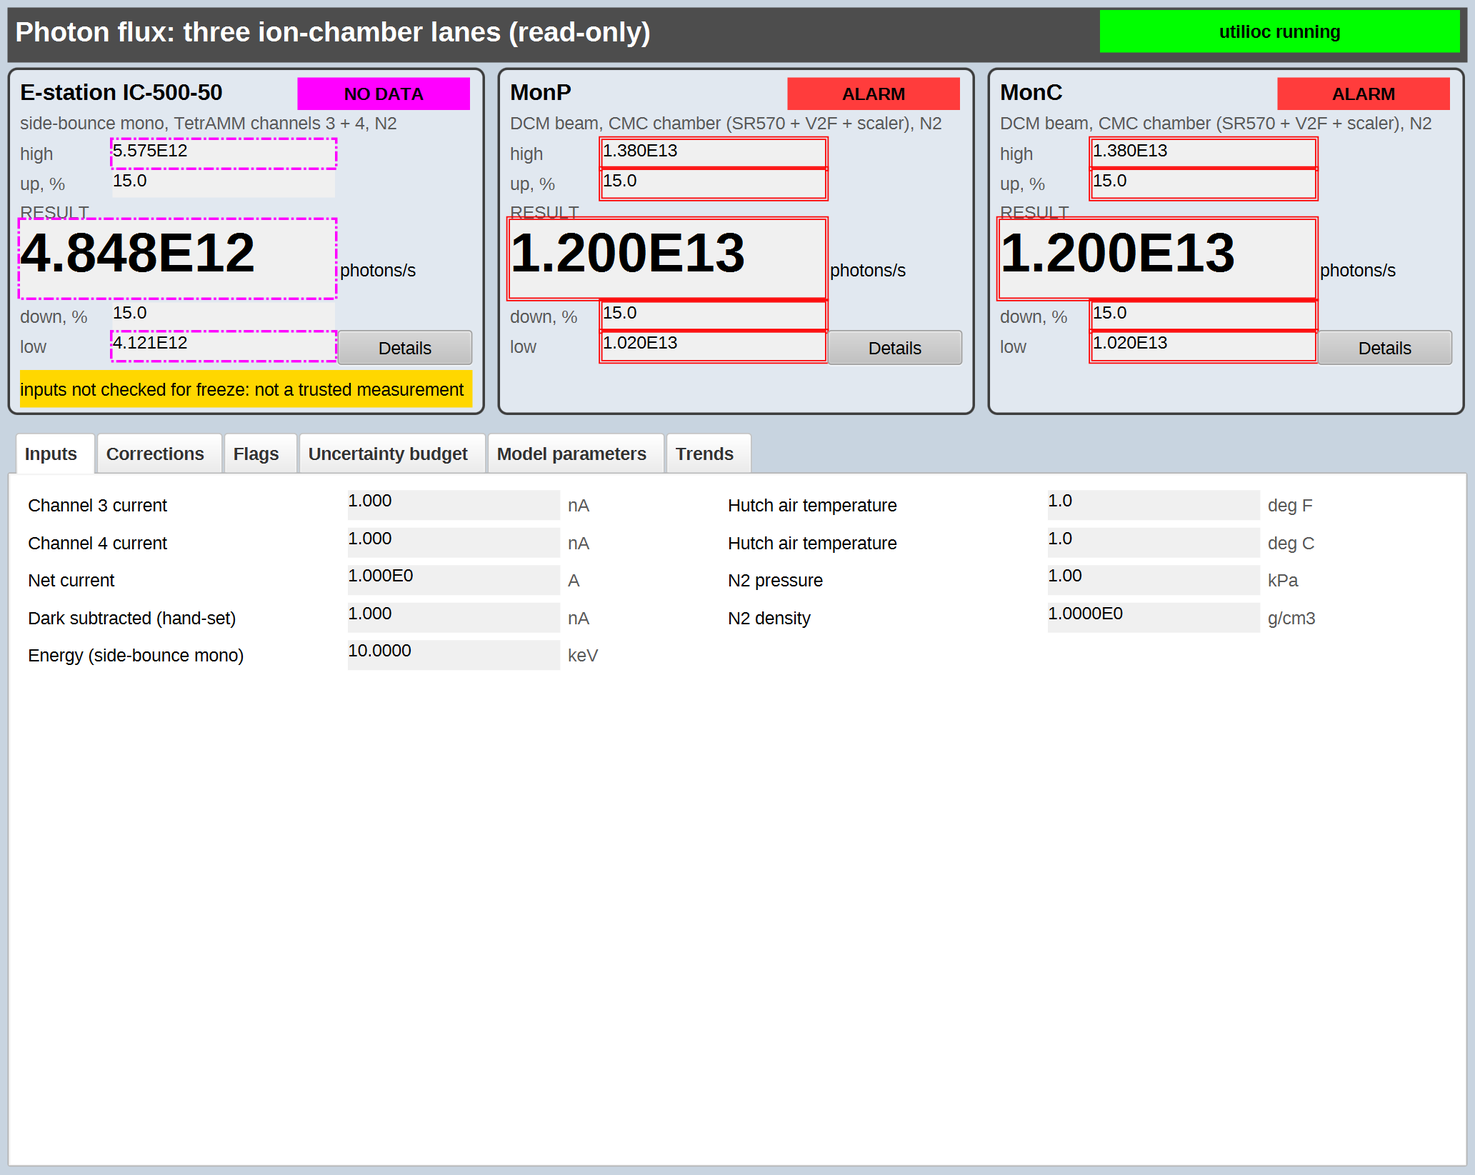 Photon flux: three ion-chamber lanes (read-only)
utilioc running
E-station IC-500-50
NO DATA
side-bounce mono, TetrAMM channels 3 + 4, N2
high 5.575E12
up, % 15.0
RESULT
4.848E12 photons/s
down, % 15.0
low 4.121E12
Details
inputs not checked for freeze: not a trusted measurement
MonP
ALARM
DCM beam, CMC chamber (SR570 + V2F + scaler), N2
high 1.380E13
up, % 15.0
RESULT
1.200E13 photons/s
down, % 15.0
low 1.020E13
Details
MonC
ALARM
DCM beam, CMC chamber (SR570 + V2F + scaler), N2
high 1.380E13
up, % 15.0
RESULT
1.200E13 photons/s
down, % 15.0
low 1.020E13
Details
Inputs Corrections Flags Uncertainty budget Model parameters Trends
Channel 3 current 1.000 nA
Channel 4 current 1.000 nA
Net current 1.000E0 A
Dark subtracted (hand-set) 1.000 nA
Energy (side-bounce mono) 10.0000 keV
Hutch air temperature 1.0 deg F
Hutch air temperature 1.0 deg C
N2 pressure 1.00 kPa
N2 density 1.0000E0 g/cm3